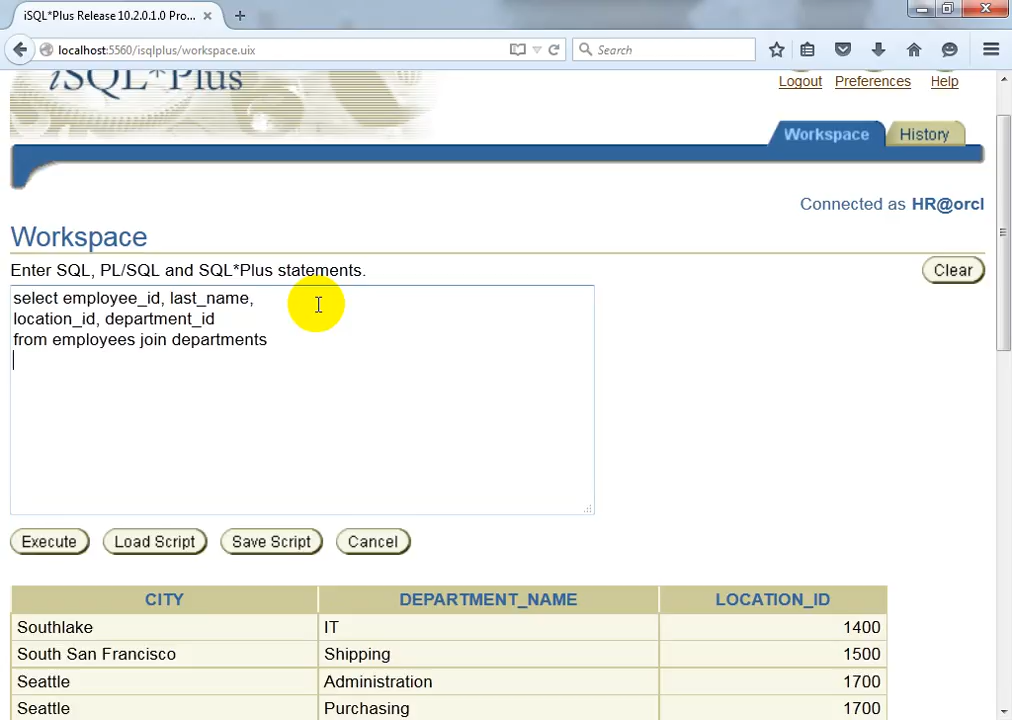 iSQL*Plus Release 10.2.0.1.0 Pro...
localhost:5560/isqlplus/workspace.uix
Search
iSQL*Plus
Logout Preferences Help
Workspace History
Connected as HR@orcl
Workspace
Enter SQL, PL/SQL and SQL*Plus statements.
Clear
select employee_id, last_name,
location_id, department_id
from employees join departments
Execute Load Script Save Script Cancel
CITY DEPARTMENT_NAME LOCATION_ID
Southlake IT 1400
South San Francisco Shipping 1500
Seattle Administration 1700
Seattle Purchasing 1700